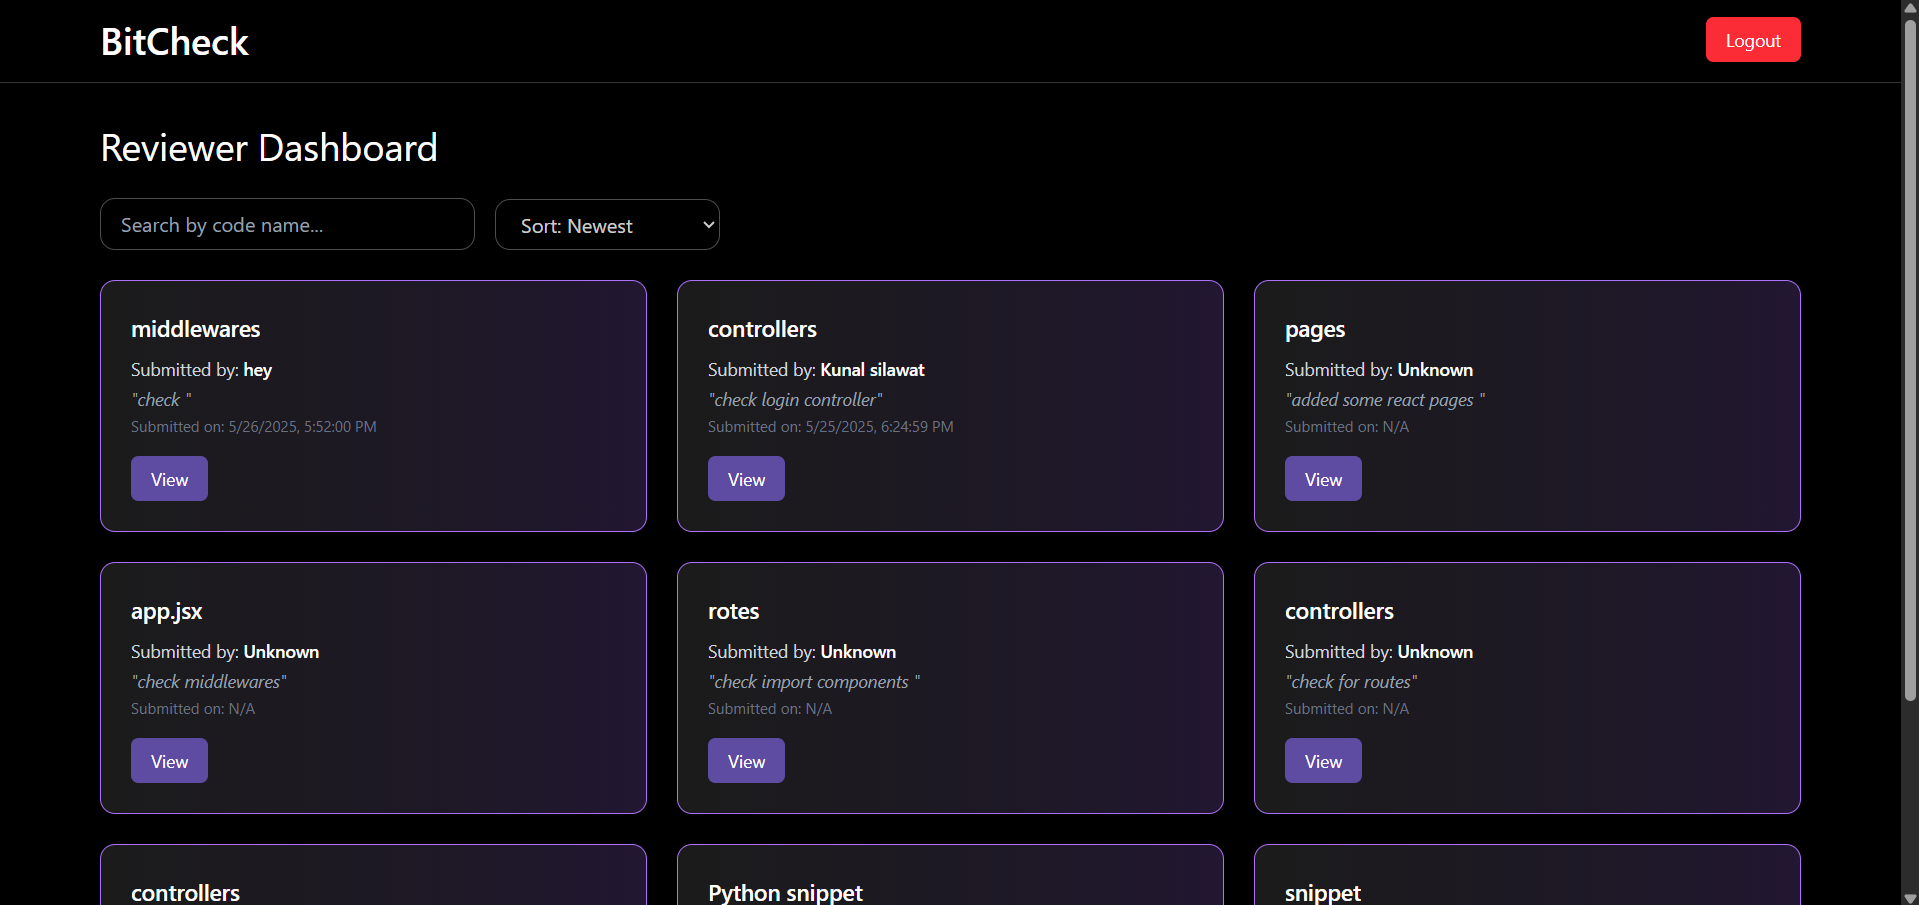 BitCheck
Logout
Reviewer Dashboard
Search by code name...
Sort: Newest
middlewares
Submitted by: hey
"check "
Submitted on: 5/26/2025, 5:52:00 PM
View
controllers
Submitted by: Kunal silawat
"check login controller"
Submitted on: 5/25/2025, 6:24:59 PM
View
pages
Submitted by: Unknown
"added some react pages "
Submitted on: N/A
View
app.jsx
Submitted by: Unknown
"check middlewares"
Submitted on: N/A
View
rotes
Submitted by: Unknown
"check import components "
Submitted on: N/A
View
controllers
Submitted by: Unknown
"check for routes"
Submitted on: N/A
View
controllers
Python snippet
snippet